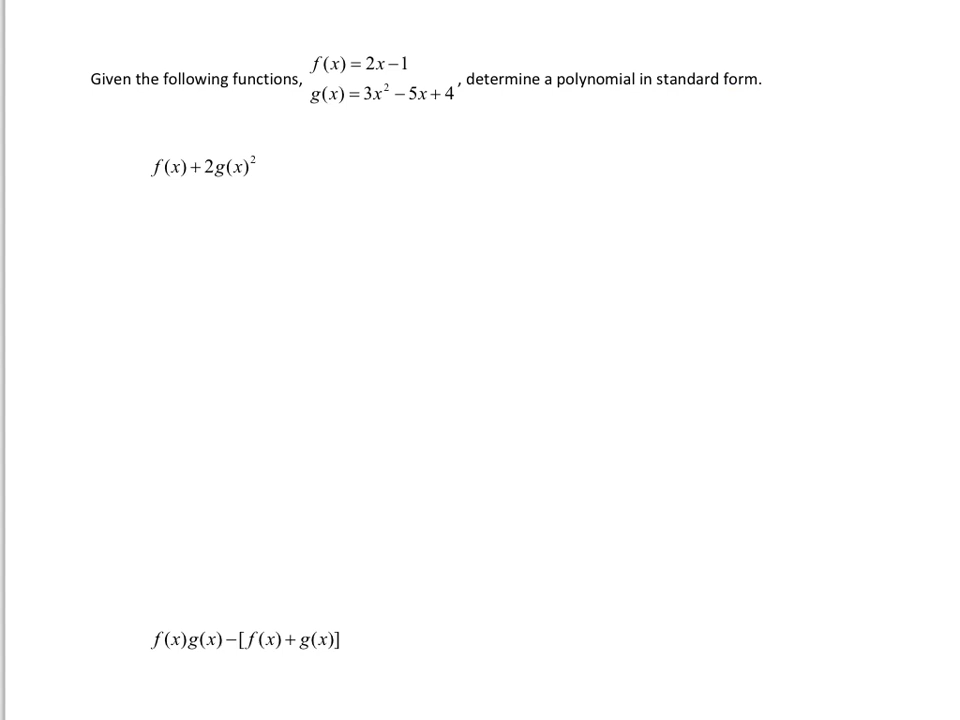 Given the following functions, f(x) = 2x − 1
g(x) = 3x² − 5x + 4 , determine a polynomial in standard form.
f(x) + 2g(x)²
f(x)g(x) − [f(x) + g(x)]